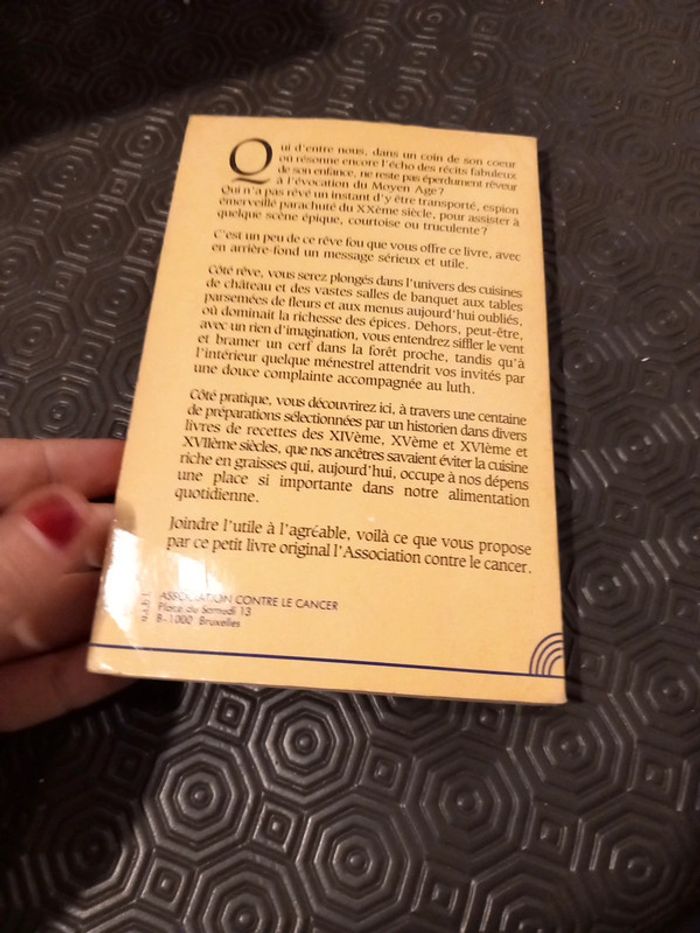 Qui d'entre nous, dans un coin de son coeur
où résonne encore l'écho des récits fabuleux
de son enfance, ne reste pas éperdument rêveur
à l'évocation du Moyen Age ?
Qui n'a pas rêvé un instant d'y être transporté, espion
émerveillé parachuté du XXème siècle, pour assister à
quelque scène épique, courtoise ou truculente ?
C'est un peu de ce rêve fou que vous offre ce livre, avec
en arrière-fond un message sérieux et utile.
Côté rêve, vous serez plongés dans l'univers des cuisines
de château et des vastes salles de banquet aux tables
parsemées de fleurs et aux menus aujourd'hui oubliés,
où dominait la richesse des épices. Dehors, peut-être,
avec un rien d'imagination, vous entendrez siffler le vent
et bramer un cerf dans la forêt proche, tandis qu'à
l'intérieur quelque ménestrel attendrit vos invités par
une douce complainte accompagnée au luth.
Côté pratique, vous découvrirez ici, à travers une centaine
de préparations sélectionnées par un historien dans divers
livres de recettes des XIVème, XVème et XVIème et
XVIIème siècles, que nos ancêtres savaient éviter la cuisine
riche en graisses qui, aujourd'hui, occupe à nos dépens
une place si importante dans notre alimentation
quotidienne.
Joindre l'utile à l'agréable, voilà ce que vous propose
par ce petit livre original l'Association contre le cancer.
a.s.b.l.
ASSOCIATION CONTRE LE CANCER
Place du Samedi 13
B-1000 Bruxelles